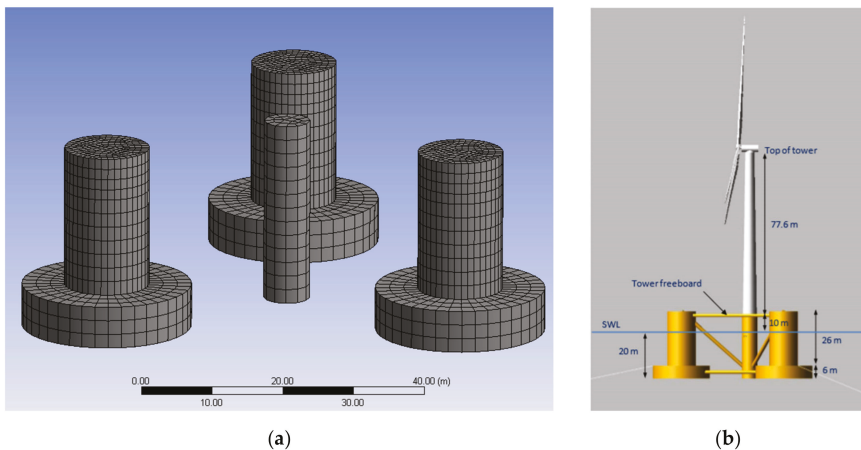 0.00
20.00
40.00 (m)
10.00
30.00
Top of tower
77.6 m
Tower freeboard
SWL
10 m
20 m
26 m
6 m
(a)
(b)